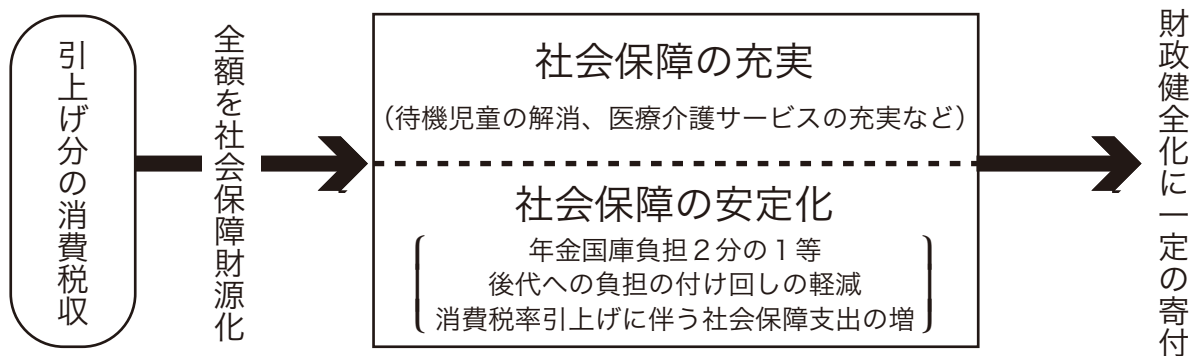 引上げ分の消費税収
全額を社会保障財源化
社会保障の充実
（待機児童の解消、医療介護サービスの充実など）
社会保障の安定化
年金国庫負担２分の１等
後代への負担の付け回しの軽減
消費税率引上げに伴う社会保障支出の増
財政健全化に一定の寄付